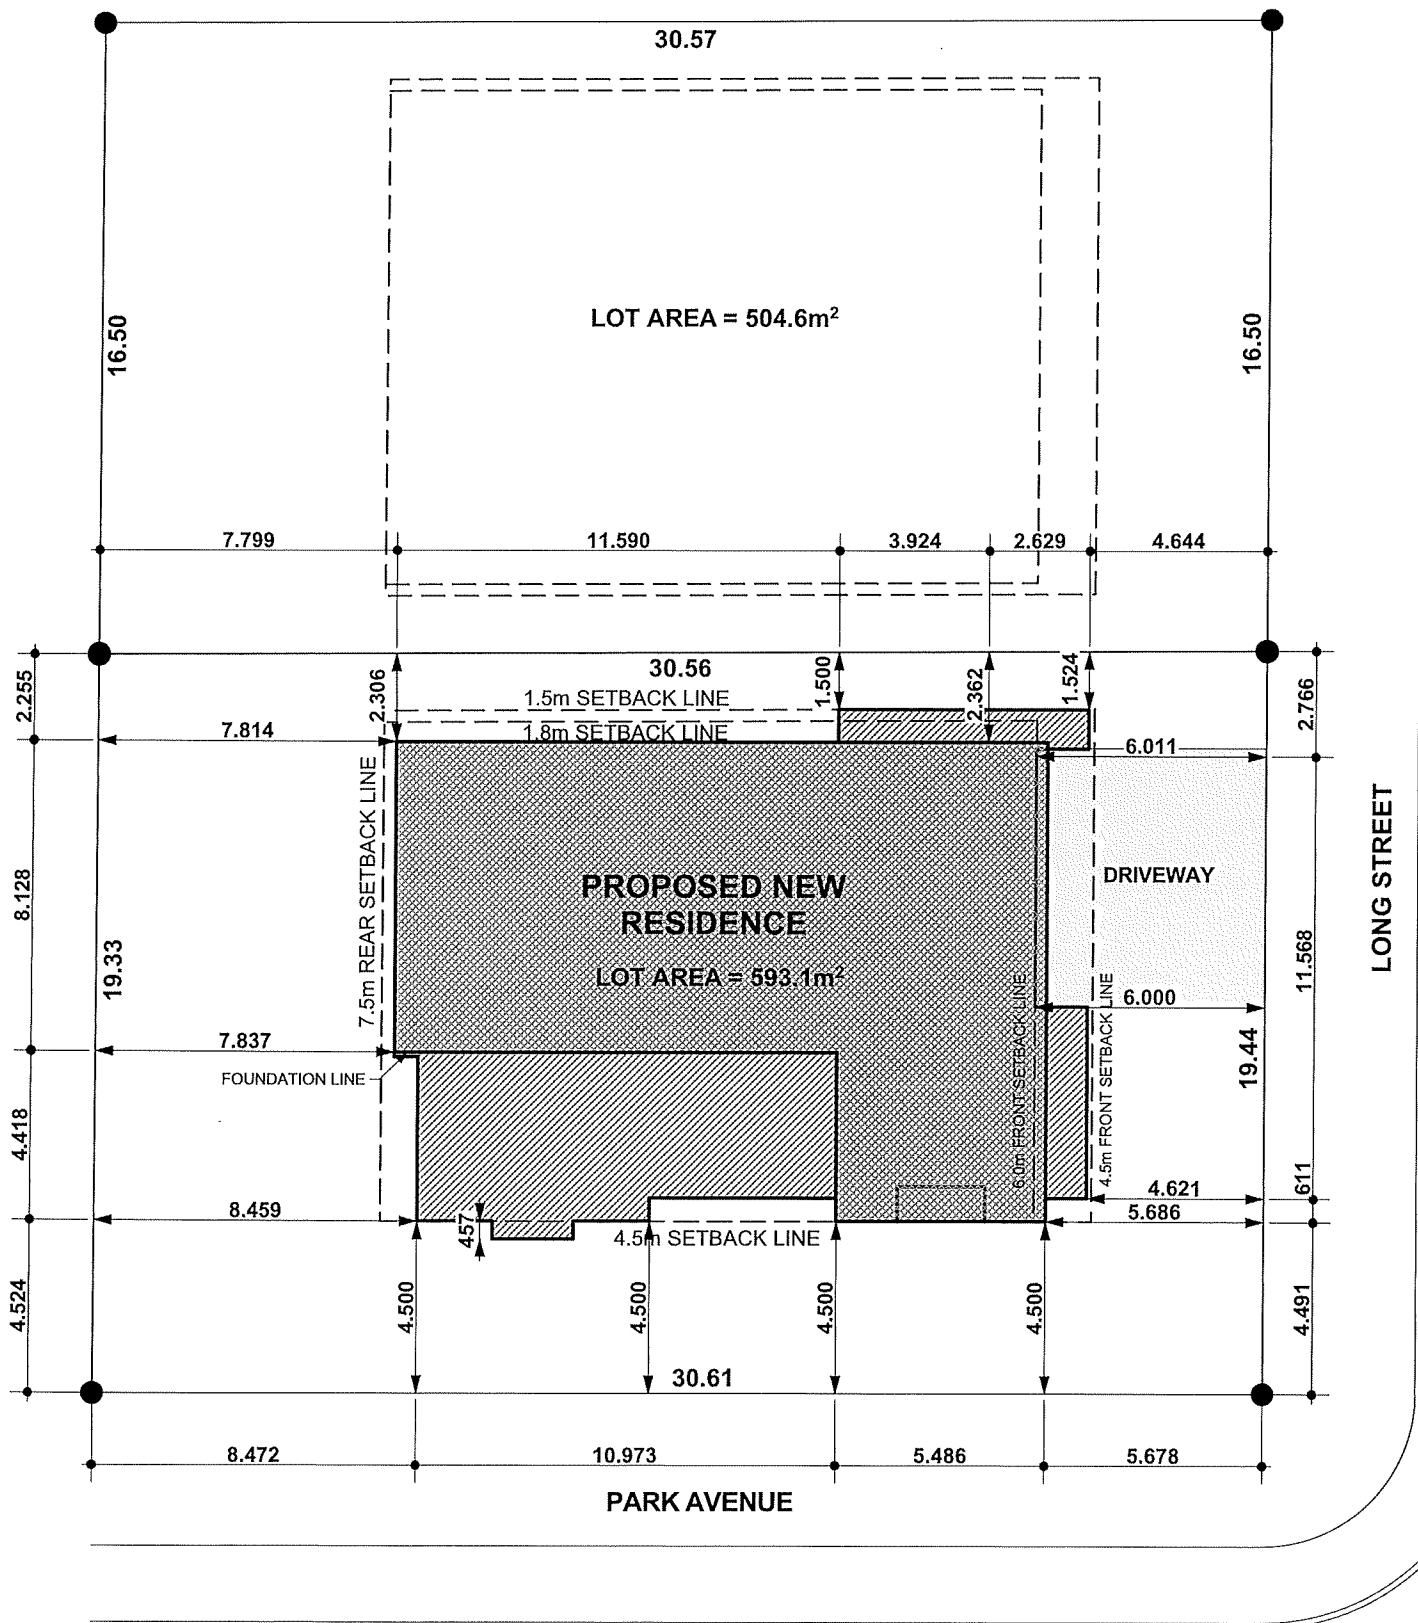 30.57
LOT AREA = 504.6m²
16.50
16.50
7.799
11.590
3.924
2.629
4.644
30.56
2.255
2.306
1.500
2.362
1.524
2.766
1.5m SETBACK LINE
1.8m SETBACK LINE
7.814
6.011
7.5m REAR SETBACK LINE
8.128
19.33
PROPOSED NEW
RESIDENCE
LOT AREA = 593.1m²
DRIVEWAY
LONG STREET
11.568
6.000
6.0m FRONT SETBACK LINE
4.5m FRONT SETBACK LINE
19.44
7.837
FOUNDATION LINE
4.418
8.459
457
4.5m SETBACK LINE
4.621
5.686
611
4.524
4.500
4.500
4.500
4.500
4.491
30.61
8.472
10.973
5.486
5.678
PARK AVENUE